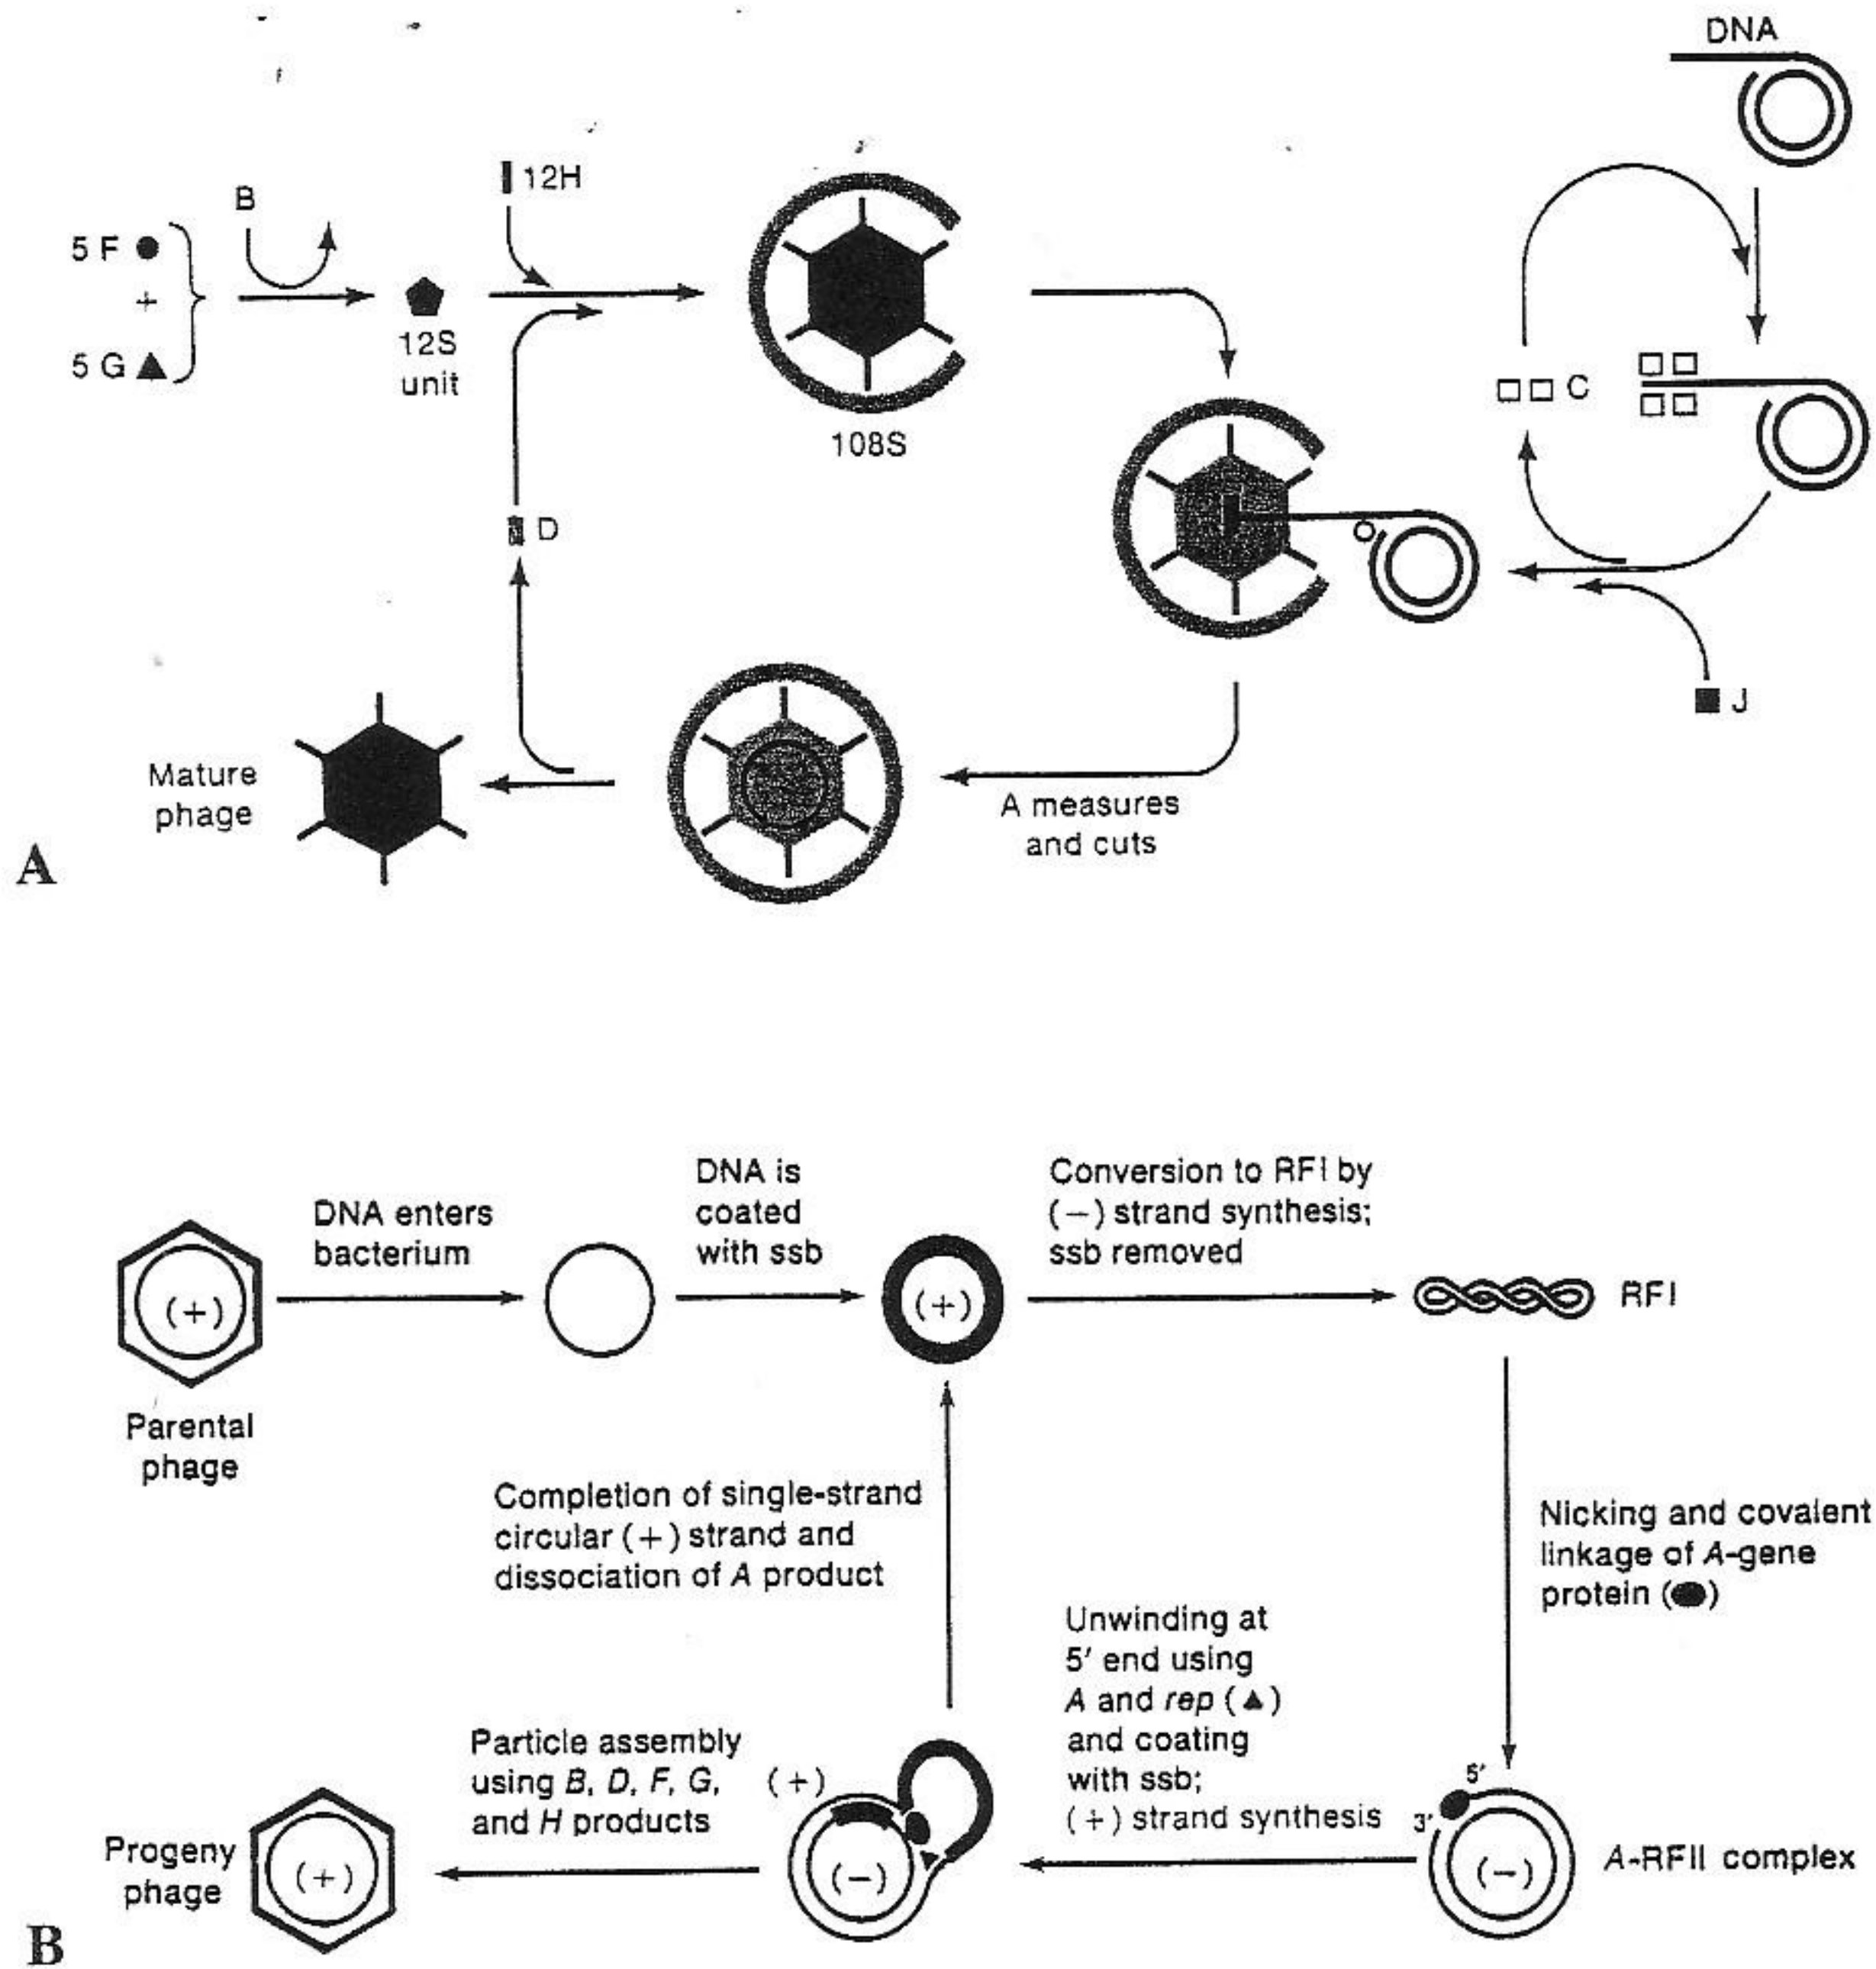 DNA
12H
B
5 F
+
5 G
12S
unit
108S
C
D
J
A measures
and cuts
Mature
phage
A
DNA enters
bacterium
DNA is
coated
with ssb
Conversion to RFI by
(−) strand synthesis;
ssb removed
(+)
(+)
RFI
Parental
phage
Completion of single-strand
circular (+) strand and
dissociation of A product
Nicking and covalent
linkage of A-gene
protein (●)
Unwinding at
5′ end using
A and rep (▲)
and coating
with ssb;
(+) strand synthesis
Particle assembly
using B, D, F, G,
and H products
(+)
(−)
5′
3′
(−)
A-RFII complex
Progeny
phage
(+)
B